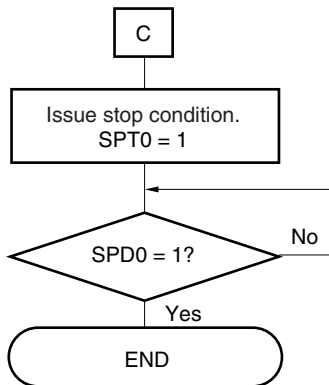 C
Issue stop condition.
SPT0 = 1
SPD0 = 1?
No
Yes
END